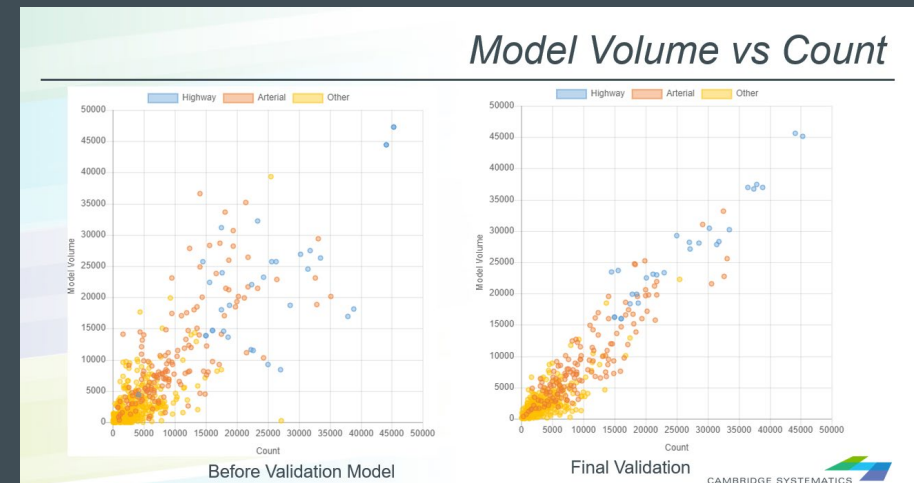 Model Volume vs Count
Highway Arterial Other
50000
45000
40000
35000
30000
25000
20000
15000
10000
5000
0
Model Volume
0 5000 10000 15000 20000 25000 30000 35000 40000 45000 50000
Count
Before Validation Model
Highway Arterial Other
50000
45000
40000
35000
30000
25000
20000
15000
10000
5000
0
Model Volume
0 5000 10000 15000 20000 25000 30000 35000 40000 45000 50000
Count
Final Validation
CAMBRIDGE SYSTEMATICS